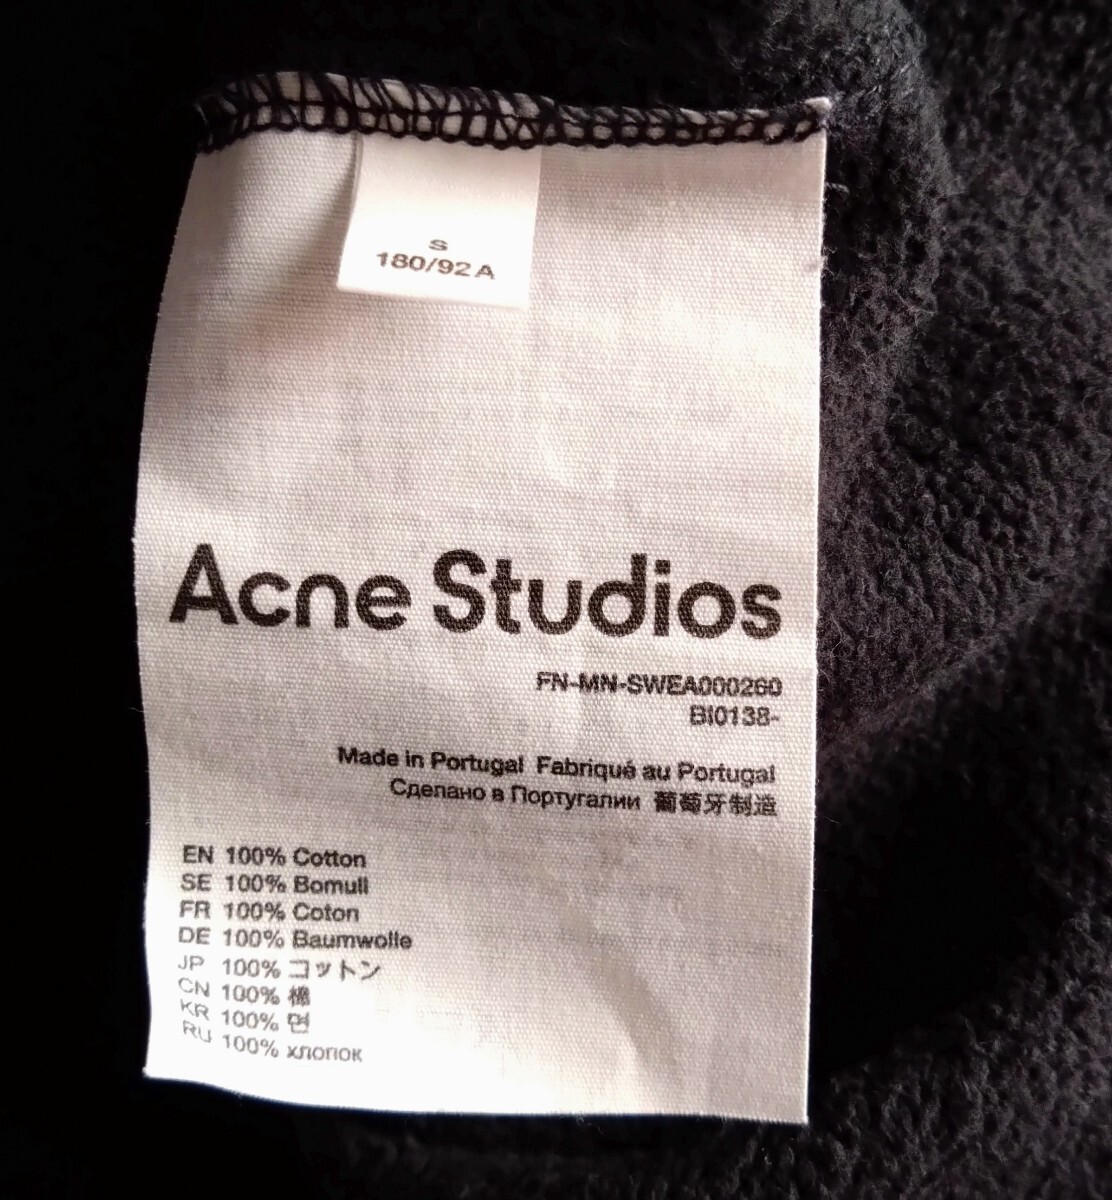 S
180/92 A
Acne Studios
FN-MN-SWEA000260
BI0138-
Made in Portugal Fabriqué au Portugal
Сделано в Португалии 葡萄牙制造
EN 100% Cotton
SE 100% Bomull
FR 100% Coton
DE 100% Baumwolle
JP 100% コットン
CN 100% 棉
KR 100% 면
RU 100% хлопок